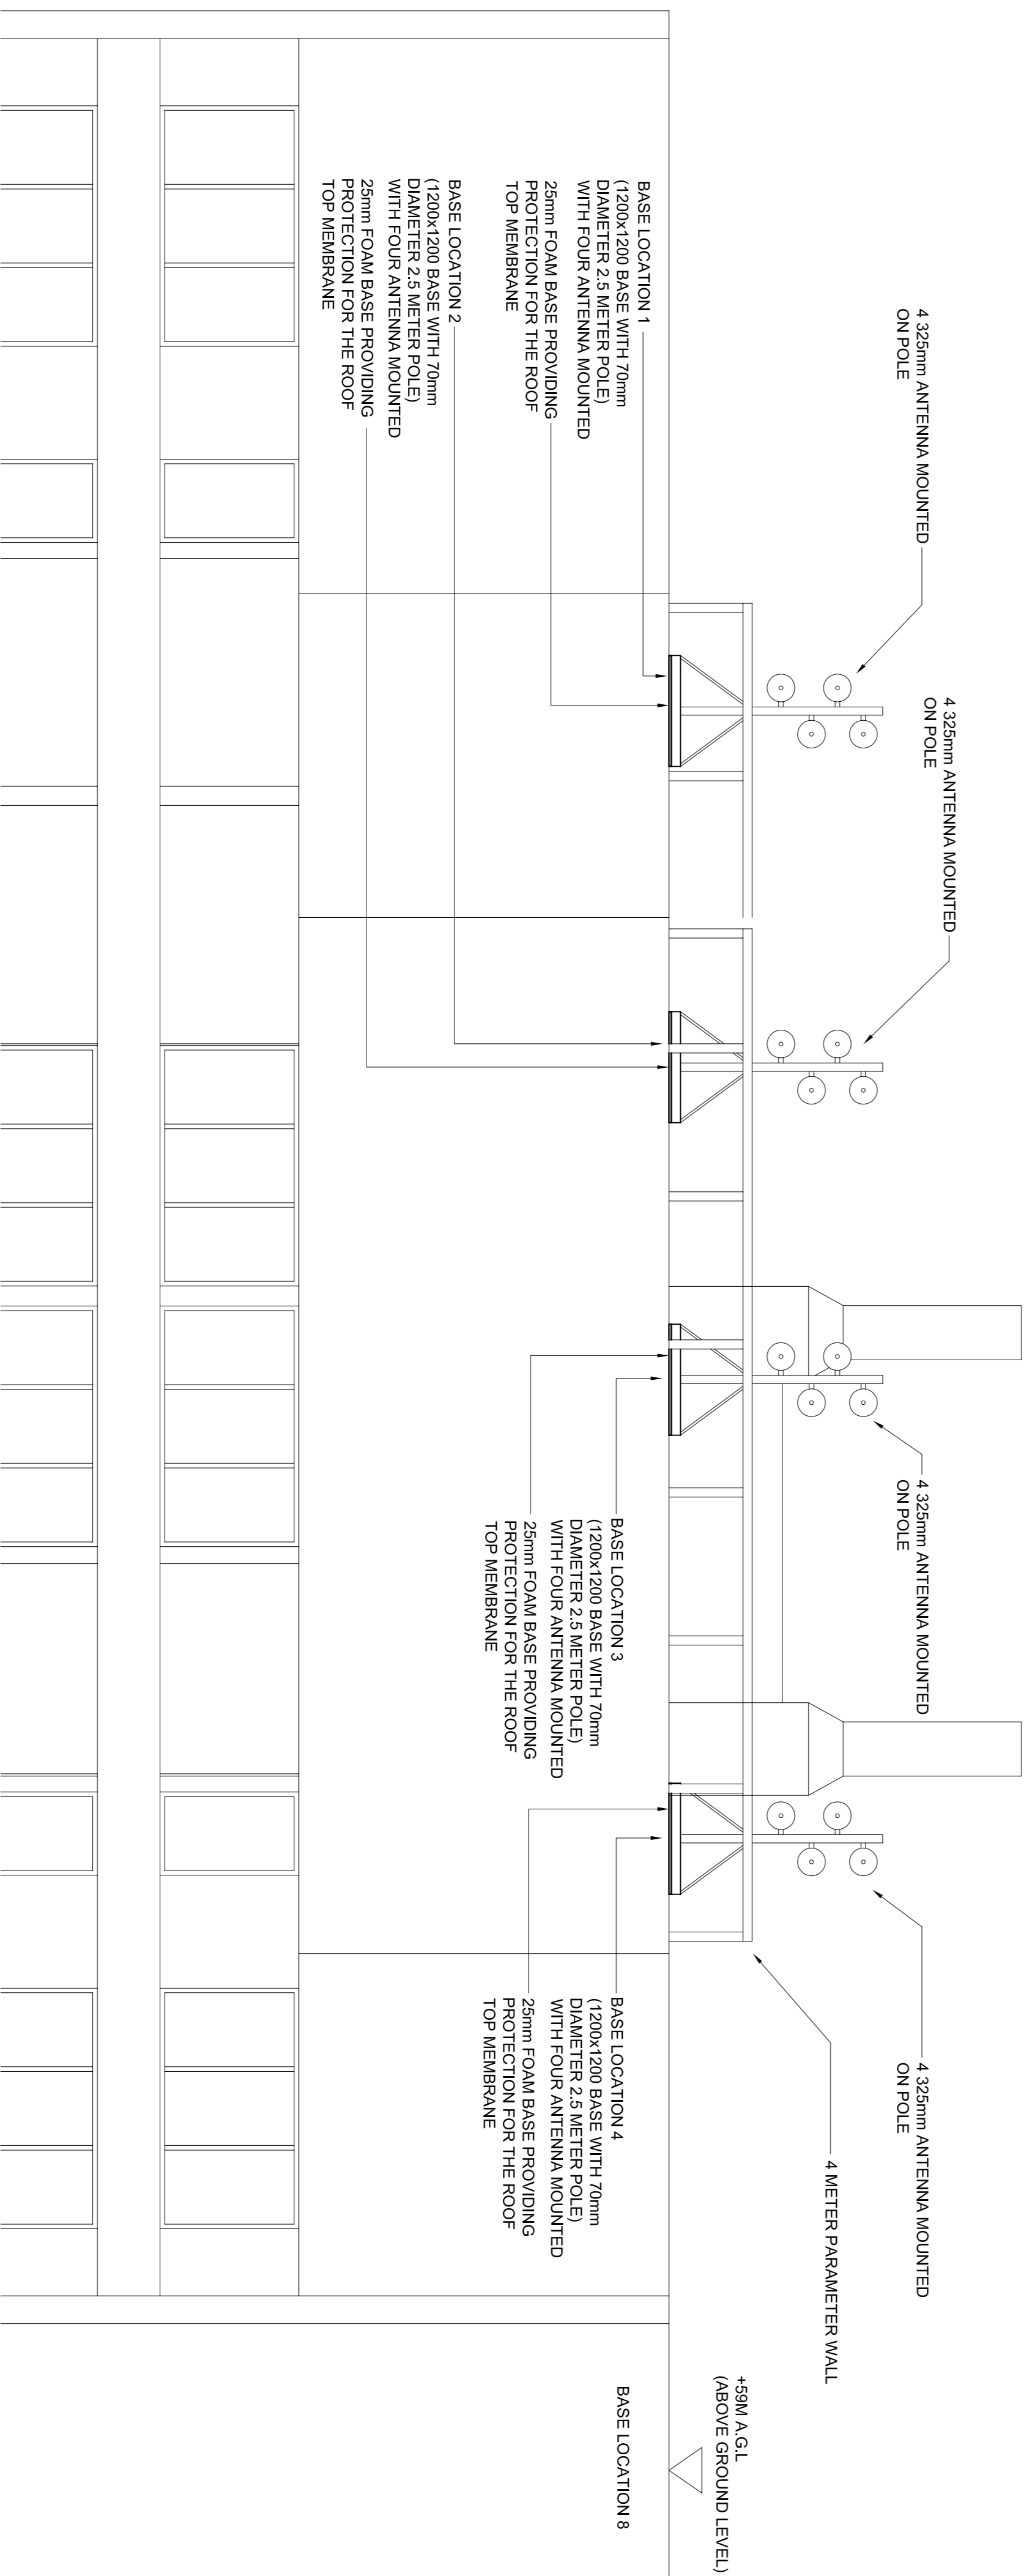 4 325mm ANTENNA MOUNTED
ON POLE
4 325mm ANTENNA MOUNTED
ON POLE
4 325mm ANTENNA MOUNTED
ON POLE
4 325mm ANTENNA MOUNTED
ON POLE
4 METER PARAMETER WALL
+59M A.G.L
(ABOVE GROUND LEVEL)
BASE LOCATION 1
(1200x1200 BASE WITH 70mm
DIAMETER 2.5 METER POLE)
WITH FOUR ANTENNA MOUNTED
25mm FOAM BASE PROVIDING
PROTECTION FOR THE ROOF
TOP MEMBRANE
BASE LOCATION 2
(1200x1200 BASE WITH 70mm
DIAMETER 2.5 METER POLE)
WITH FOUR ANTENNA MOUNTED
25mm FOAM BASE PROVIDING
PROTECTION FOR THE ROOF
TOP MEMBRANE
BASE LOCATION 3
(1200x1200 BASE WITH 70mm
DIAMETER 2.5 METER POLE)
WITH FOUR ANTENNA MOUNTED
25mm FOAM BASE PROVIDING
PROTECTION FOR THE ROOF
TOP MEMBRANE
BASE LOCATION 4
(1200x1200 BASE WITH 70mm
DIAMETER 2.5 METER POLE)
WITH FOUR ANTENNA MOUNTED
25mm FOAM BASE PROVIDING
PROTECTION FOR THE ROOF
TOP MEMBRANE
BASE LOCATION 8